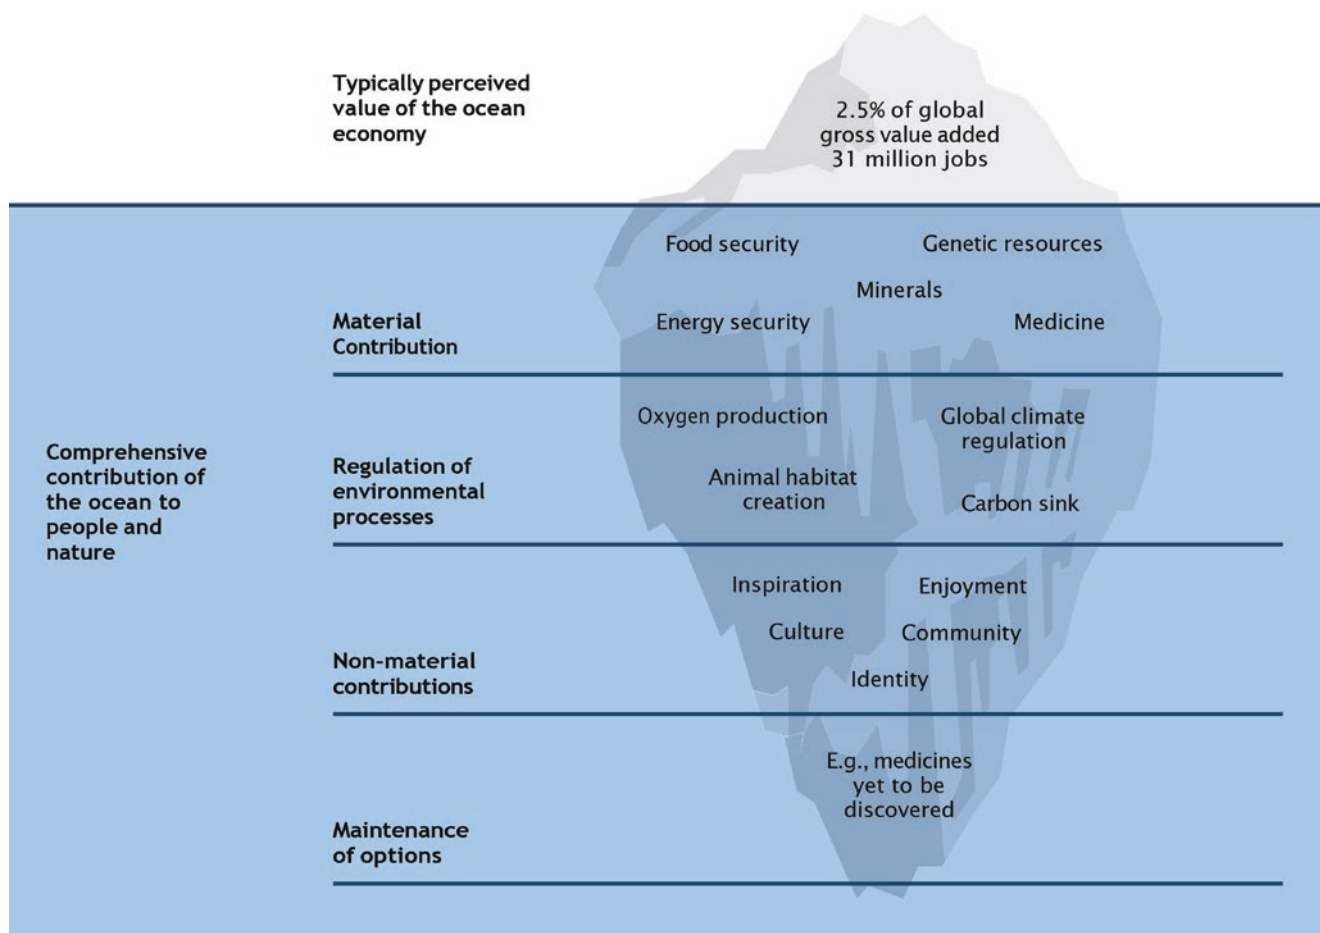 Typically perceived
value of the ocean
economy
2.5% of global
gross value added
31 million jobs
Comprehensive
contribution of
the ocean to
people and
nature
Material
Contribution
Food security
Genetic resources
Minerals
Energy security
Medicine
Regulation of
environmental
processes
Oxygen production
Global climate
regulation
Animal habitat
creation
Carbon sink
Non-material
contributions
Inspiration
Enjoyment
Culture
Community
Identity
Maintenance
of options
E.g., medicines
yet to be
discovered